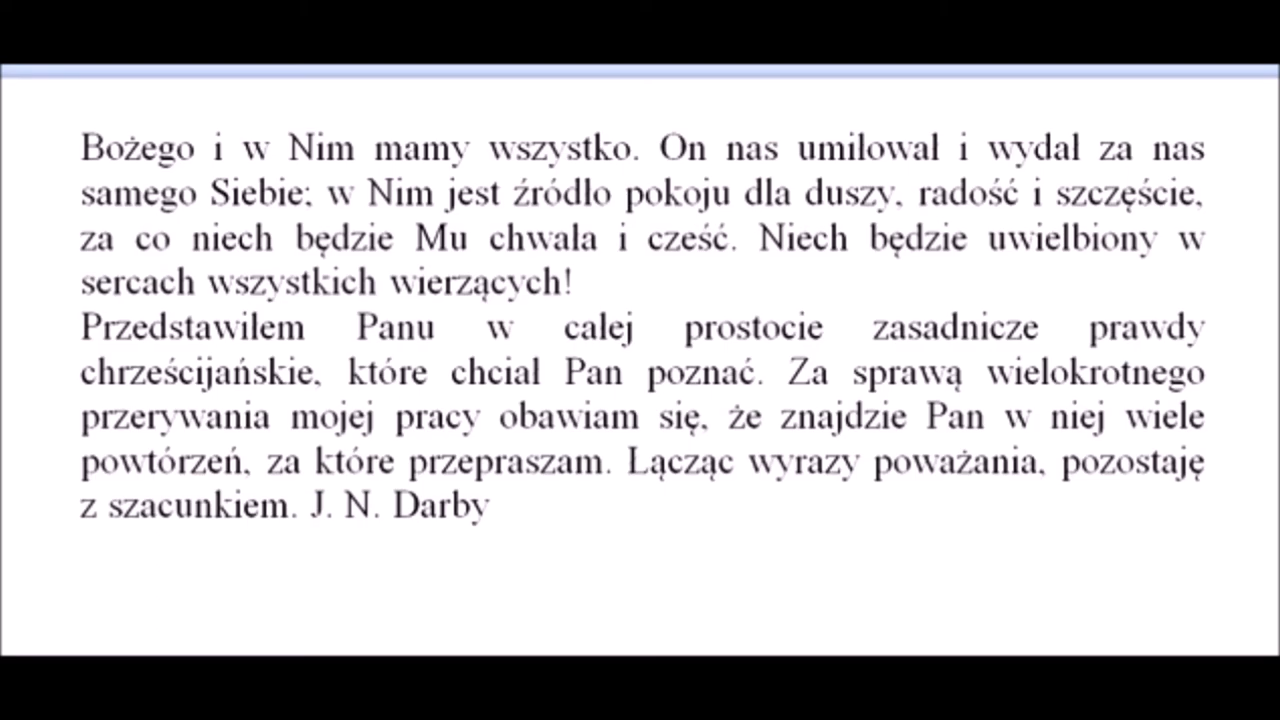 Bożego i w Nim mamy wszystko. On nas umiłował i wydał za nas
samego Siebie; w Nim jest źródło pokoju dla duszy, radość i szczęście,
za co niech będzie Mu chwała i cześć. Niech będzie uwielbiony w
sercach wszystkich wierzących!
Przedstawiłem Panu w całej prostocie zasadnicze prawdy
chrześcijańskie, które chciał Pan poznać. Za sprawą wielokrotnego
przerywania mojej pracy obawiam się, że znajdzie Pan w niej wiele
powtórzeń, za które przepraszam. Łącząc wyrazy poważania, pozostaję
z szacunkiem. J. N. Darby